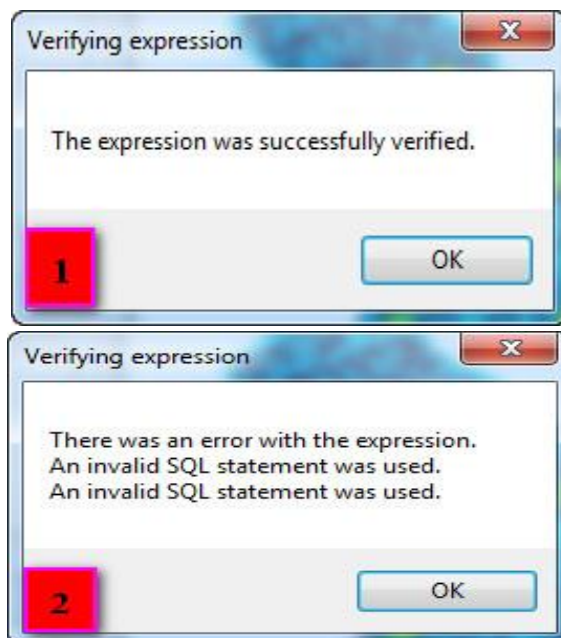 Verifying expression
x
The expression was successfully verified.
OK
1
Verifying expression
x
There was an error with the expression.
An invalid SQL statement was used.
An invalid SQL statement was used.
OK
2